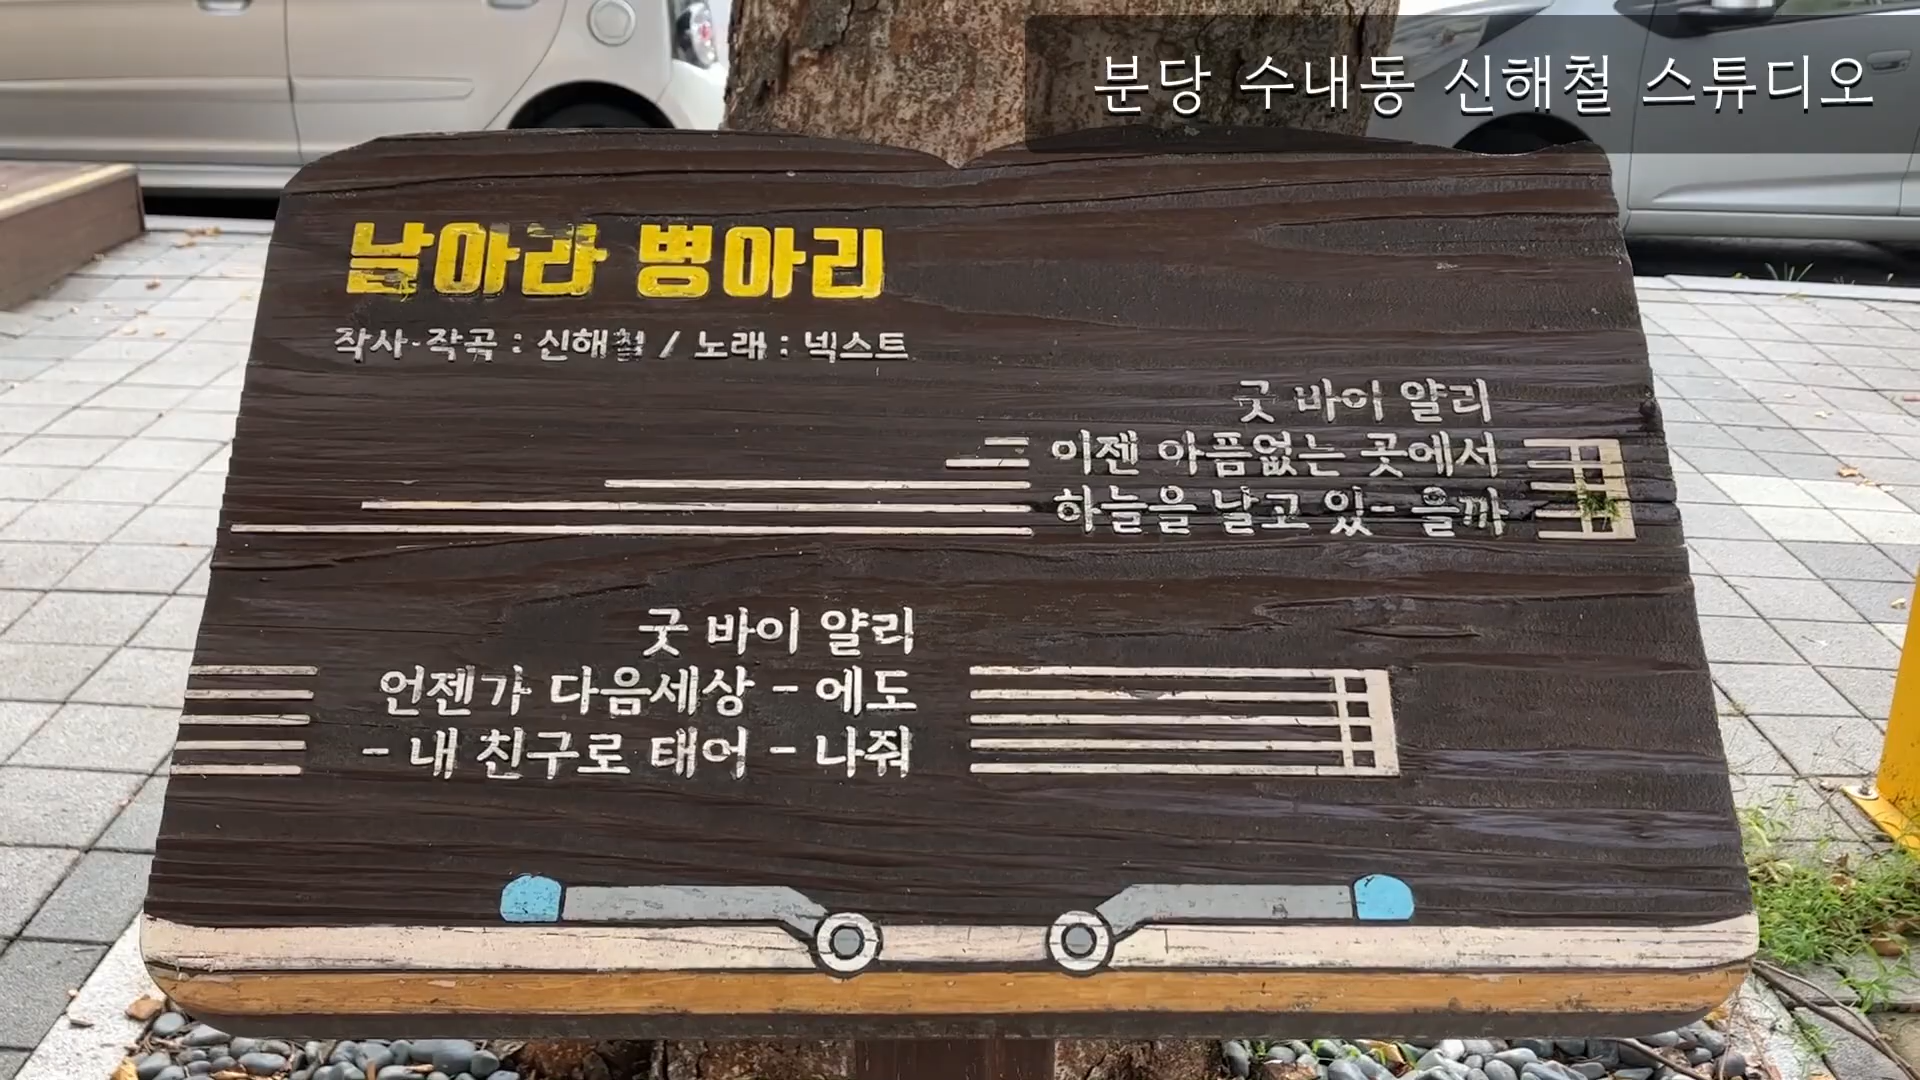 분당 수내동 신해철 스튜디오
날아라 병아리
작사·작곡 : 신해철 / 노래 : 넥스트
굿 바이 얄리
이젠 아픔없는 곳에서
하늘을 날고 있- 을까
굿 바이 얄리
언젠가 다음세상 - 에도
- 내 친구로 태어 - 나줘